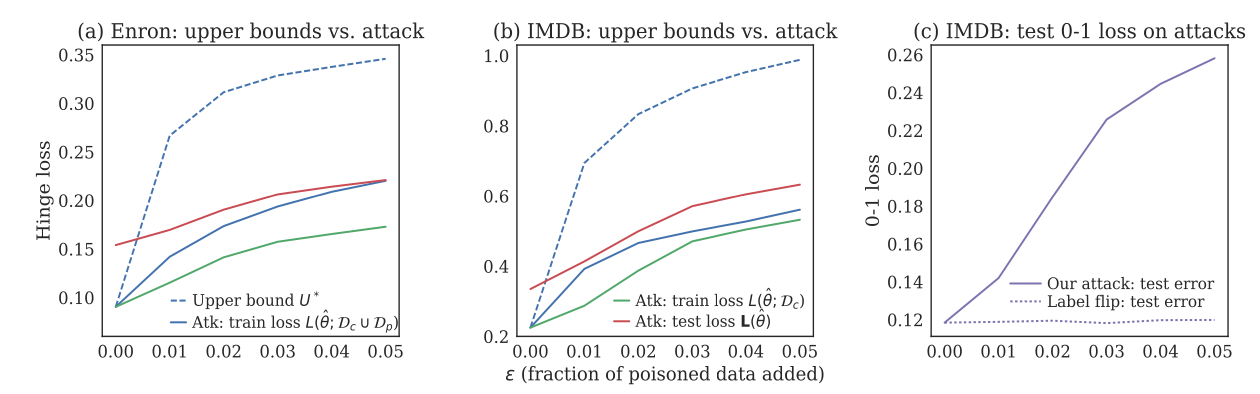 (a) Enron: upper bounds vs. attack
0.35
0.30
0.25
0.20
0.15
0.10
Hinge loss
Upper bound U*
Atk: train loss L(θ̂; 𝒟c ∪ 𝒟p)
0.00 0.01 0.02 0.03 0.04 0.05
(b) IMDB: upper bounds vs. attack
1.0
0.8
0.6
0.4
0.2
Atk: train loss L(θ̂; 𝒟c)
Atk: test loss L(θ̂)
0.00 0.01 0.02 0.03 0.04 0.05
ε (fraction of poisoned data added)
(c) IMDB: test 0-1 loss on attacks
0.26
0.24
0.22
0.20
0.18
0.16
0.14
0.12
0-1 loss
Our attack: test error
Label flip: test error
0.00 0.01 0.02 0.03 0.04 0.05